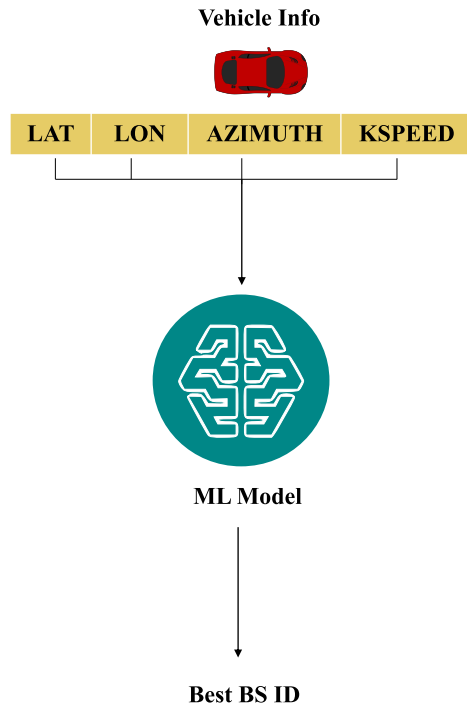 Vehicle Info
LAT LON AZIMUTH KSPEED
ML Model
Best BS ID